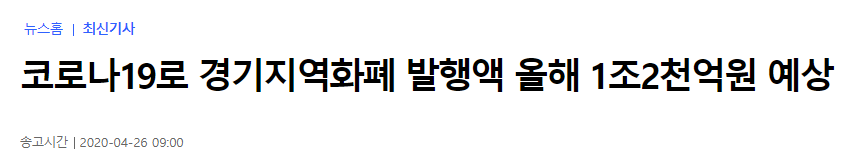 뉴스홈 | 최신기사
코로나19로 경기지역화폐 발행액 올해 1조2천억원 예상
송고시간 | 2020-04-26 09:00